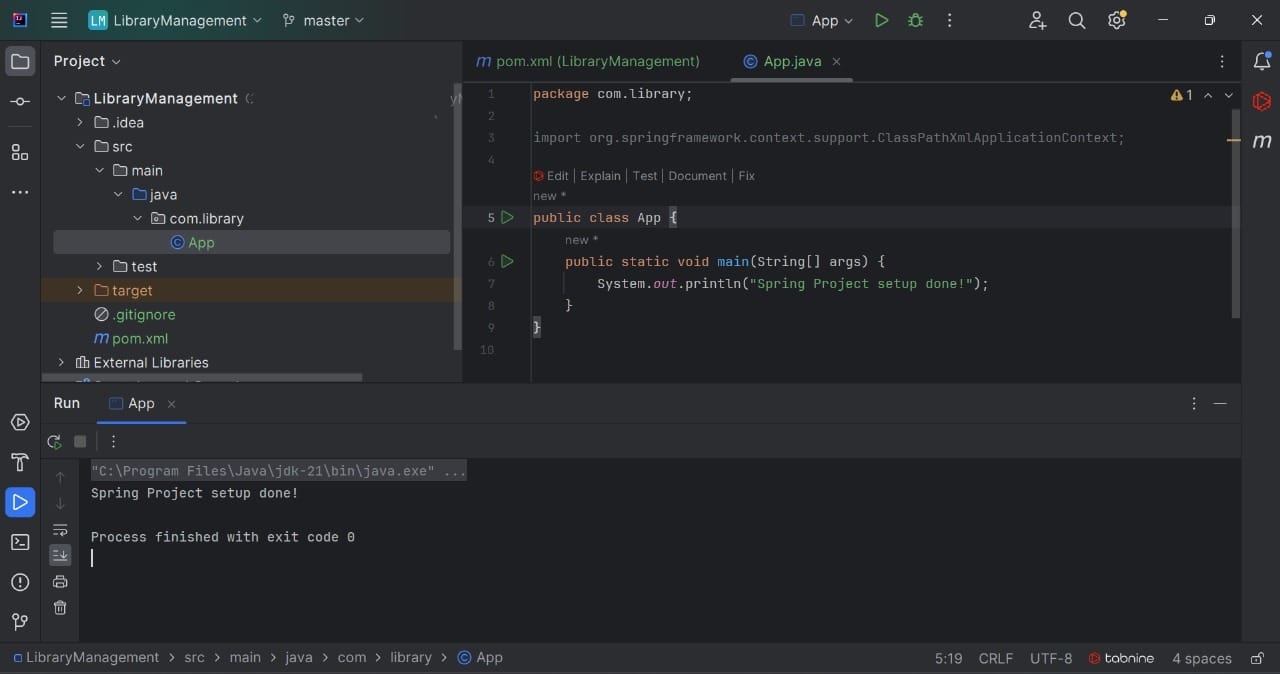 LM LibraryManagement master App
Project
pom.xml (LibraryManagement) App.java
LibraryManagement
.idea
src
main
java
com.library
App
test
target
.gitignore
m pom.xml
External Libraries
1 package com.library;
2
3 import org.springframework.context.support.ClassPathXmlApplicationContext;
4
Edit | Explain | Test | Document | Fix
new *
5 public class App {
new *
6 public static void main(String[] args) {
7 System.out.println("Spring Project setup done!");
8 }
9 }
10
1
Run App
"C:\Program Files\Java\jdk-21\bin\java.exe" ...
Spring Project setup done!
Process finished with exit code 0
LibraryManagement > src > main > java > com > library > App 5:19 CRLF UTF-8 tabnine 4 spaces